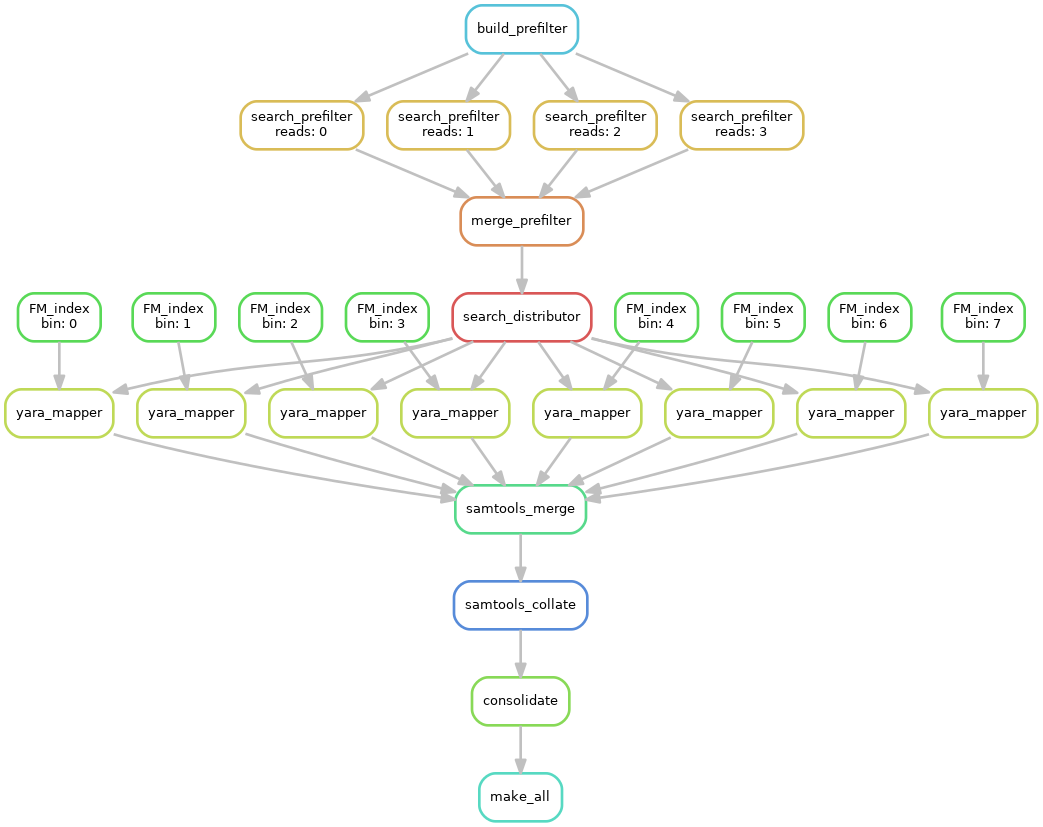 build_prefilter
search_prefilter
reads: 0
search_prefilter
reads: 1
search_prefilter
reads: 2
search_prefilter
reads: 3
merge_prefilter
FM_index
bin: 0
FM_index
bin: 1
FM_index
bin: 2
FM_index
bin: 3
search_distributor
FM_index
bin: 4
FM_index
bin: 5
FM_index
bin: 6
FM_index
bin: 7
yara_mapper
yara_mapper
yara_mapper
yara_mapper
yara_mapper
yara_mapper
yara_mapper
yara_mapper
samtools_merge
samtools_collate
consolidate
make_all